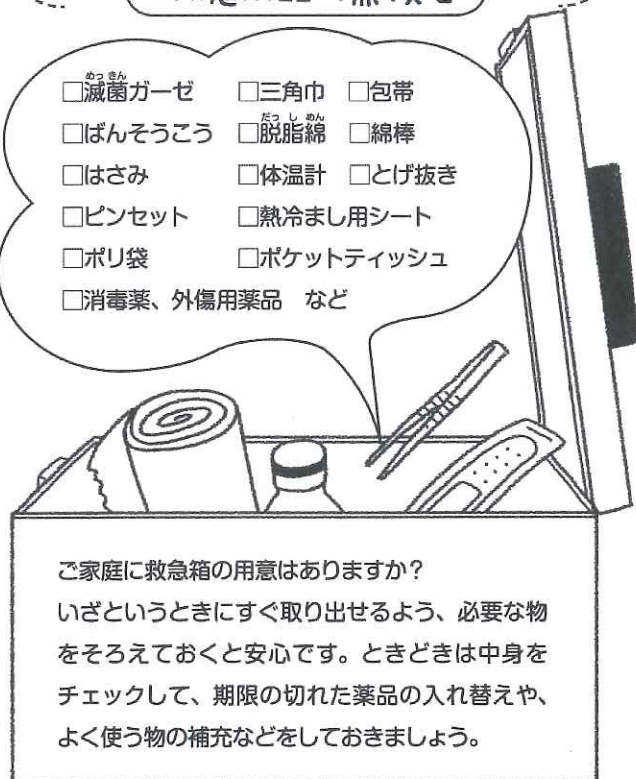 □滅菌ガーゼ　□三角巾　□包帯
□ばんそうこう　□脱脂綿　□綿棒
□はさみ　□体温計　□とげ抜き
□ピンセット　□熱冷まし用シート
□ポリ袋　□ポケットティッシュ
□消毒薬、外傷用薬品　など
ご家庭に救急箱の用意はありますか？
いざというときにすぐ取り出せるよう、必要な物
をそろえておくと安心です。ときどきは中身を
チェックして、期限の切れた薬品の入れ替えや、
よく使う物の補充などをしておきましょう。